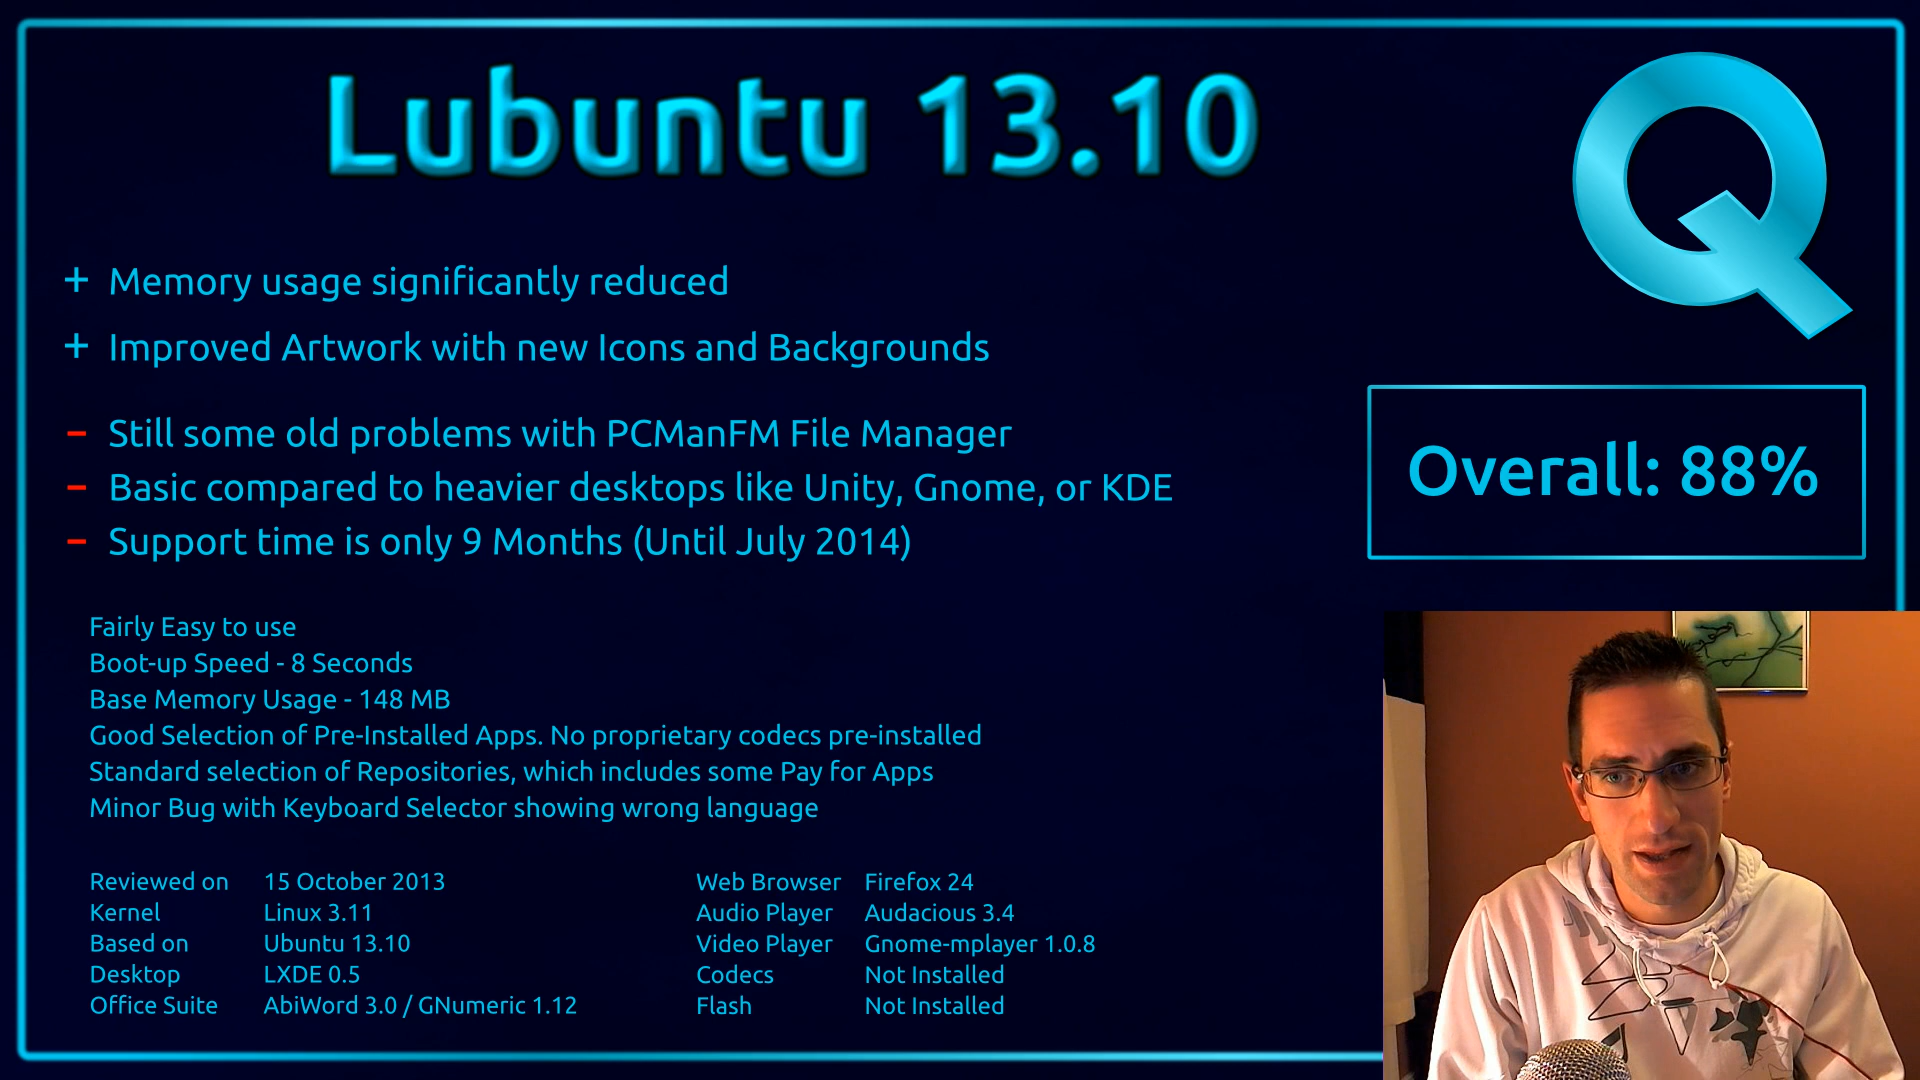 Lubuntu 13.10
Q
+ Memory usage significantly reduced
+ Improved Artwork with new Icons and Backgrounds
- Still some old problems with PCManFM File Manager
- Basic compared to heavier desktops like Unity, Gnome, or KDE
- Support time is only 9 Months (Until July 2014)
Overall: 88%
Fairly Easy to use
Boot-up Speed - 8 Seconds
Base Memory Usage - 148 MB
Good Selection of Pre-Installed Apps. No proprietary codecs pre-installed
Standard selection of Repositories, which includes some Pay for Apps
Minor Bug with Keyboard Selector showing wrong language
Reviewed on 15 October 2013
Kernel Linux 3.11
Based on Ubuntu 13.10
Desktop LXDE 0.5
Office Suite AbiWord 3.0 / GNumeric 1.12
Web Browser Firefox 24
Audio Player Audacious 3.4
Video Player Gnome-mplayer 1.0.8
Codecs Not Installed
Flash Not Installed